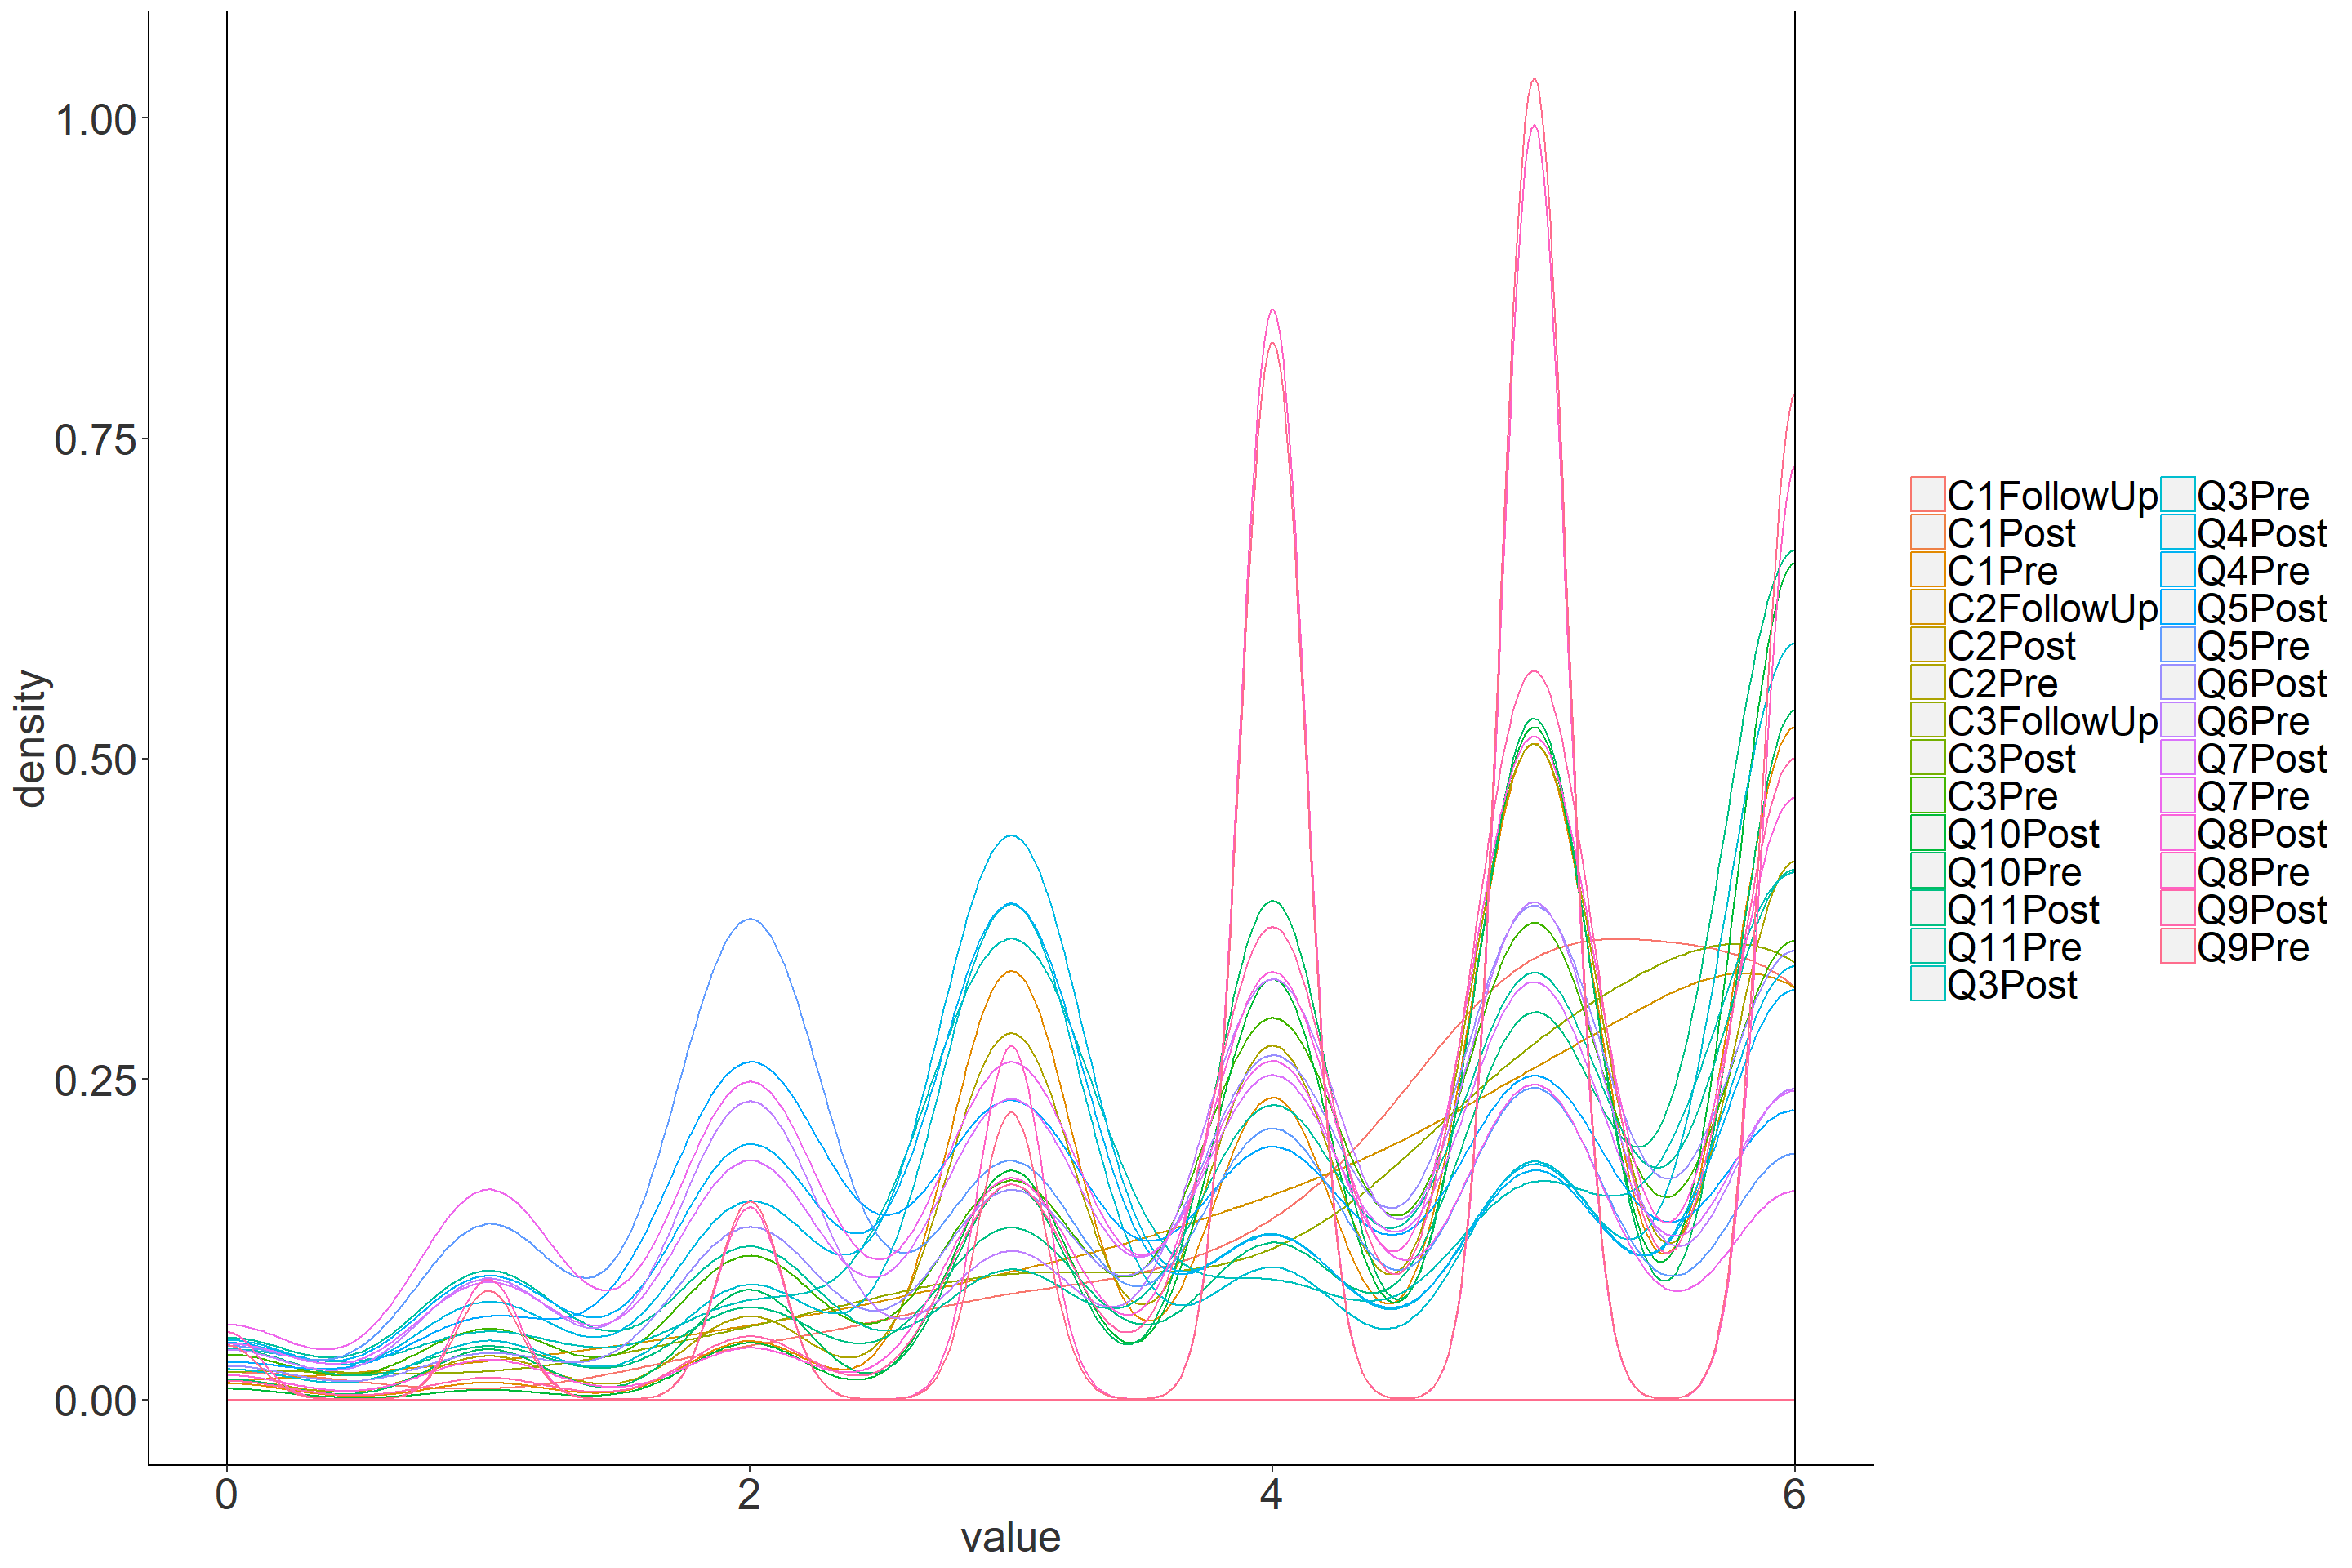 1.00
0.75
0.50
0.25
0.00
density
0
2
4
6
value
C1FollowUp
C1Post
C1Pre
C2FollowUp
C2Post
C2Pre
C3FollowUp
C3Post
C3Pre
Q10Post
Q10Pre
Q11Post
Q11Pre
Q3Post
Q3Pre
Q4Post
Q4Pre
Q5Post
Q5Pre
Q6Post
Q6Pre
Q7Post
Q7Pre
Q8Post
Q8Pre
Q9Post
Q9Pre